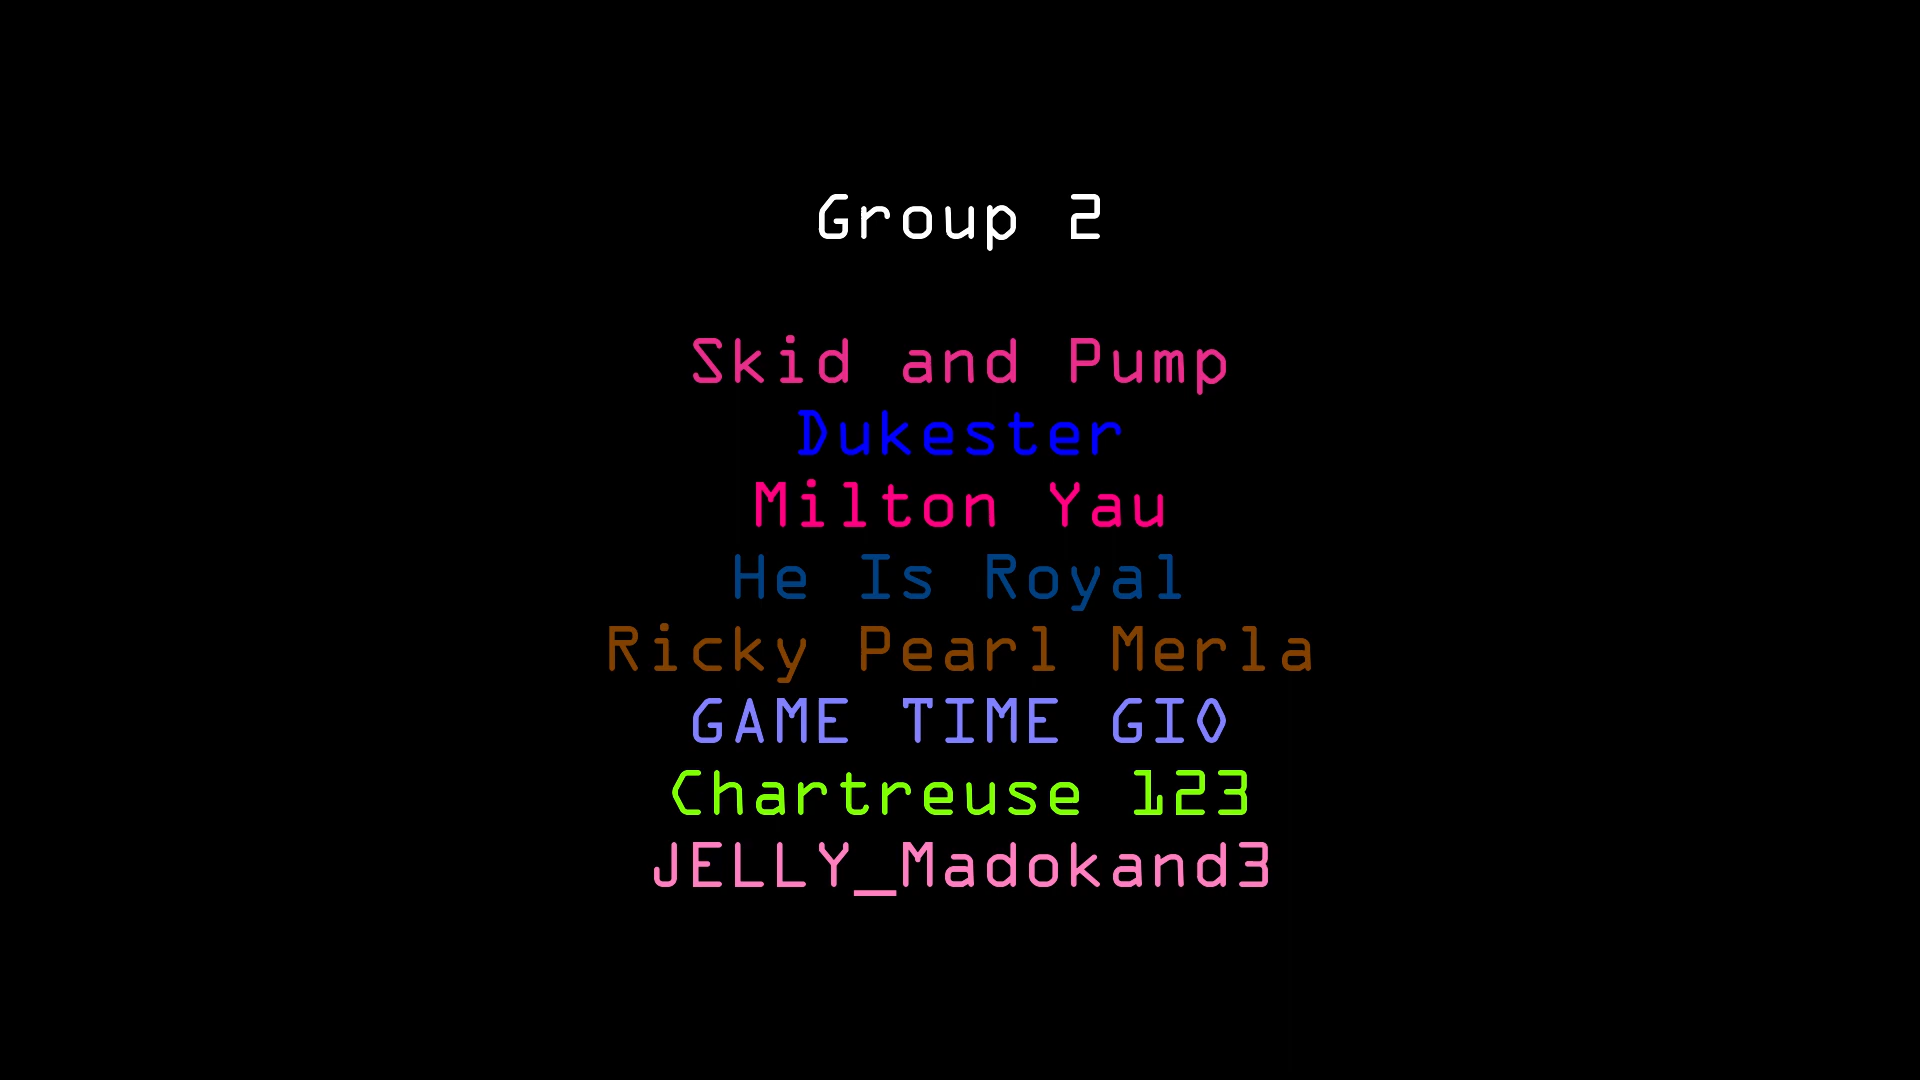 Group 2
Skid and Pump
Dukester
Milton Yau
He Is Royal
Ricky Pearl Merla
GAME TIME GIO
Chartreuse 123
JELLY_Madokand3